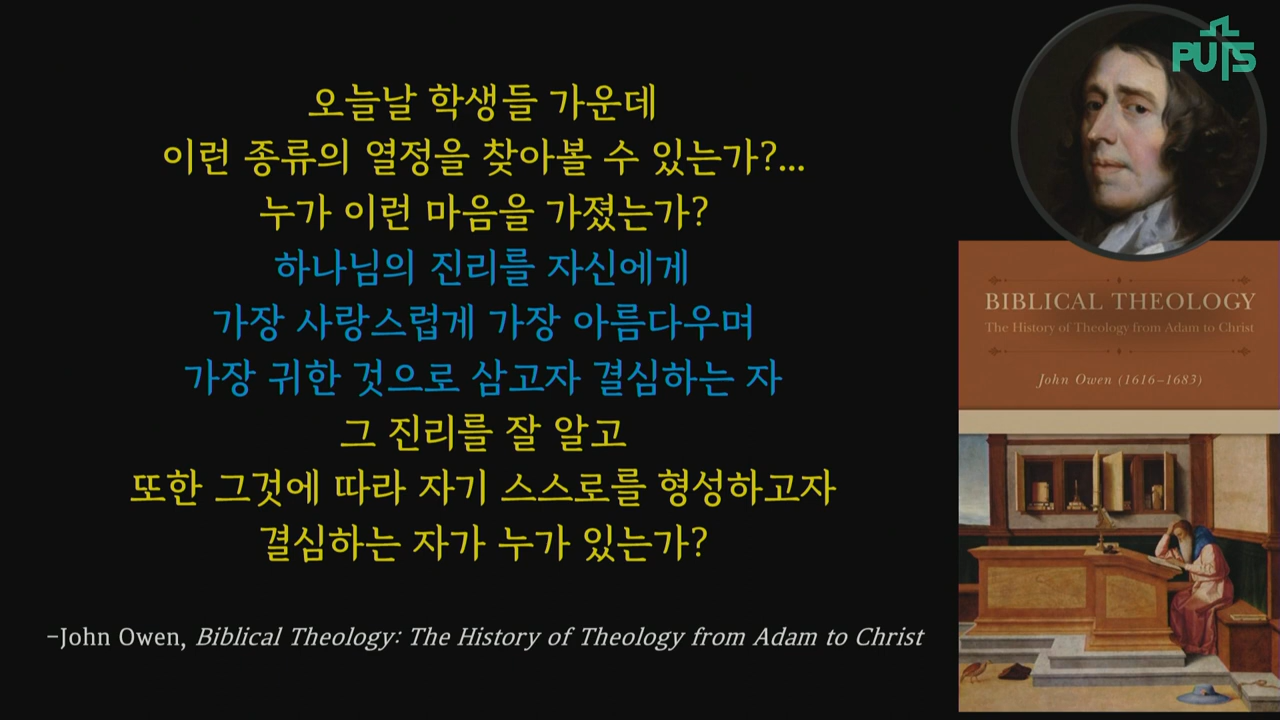 오늘날 학생들 가운데
이런 종류의 열정을 찾아볼 수 있는가?...
누가 이런 마음을 가졌는가?
하나님의 진리를 자신에게
가장 사랑스럽게 가장 아름다우며
가장 귀한 것으로 삼고자 결심하는 자
그 진리를 잘 알고
또한 그것에 따라 자기 스스로를 형성하고자
결심하는 자가 누가 있는가?
–John Owen, Biblical Theology: The History of Theology from Adam to Christ
PUTS
BIBLICAL THEOLOGY
The History of Theology from Adam to Christ
John Owen (1616–1683)